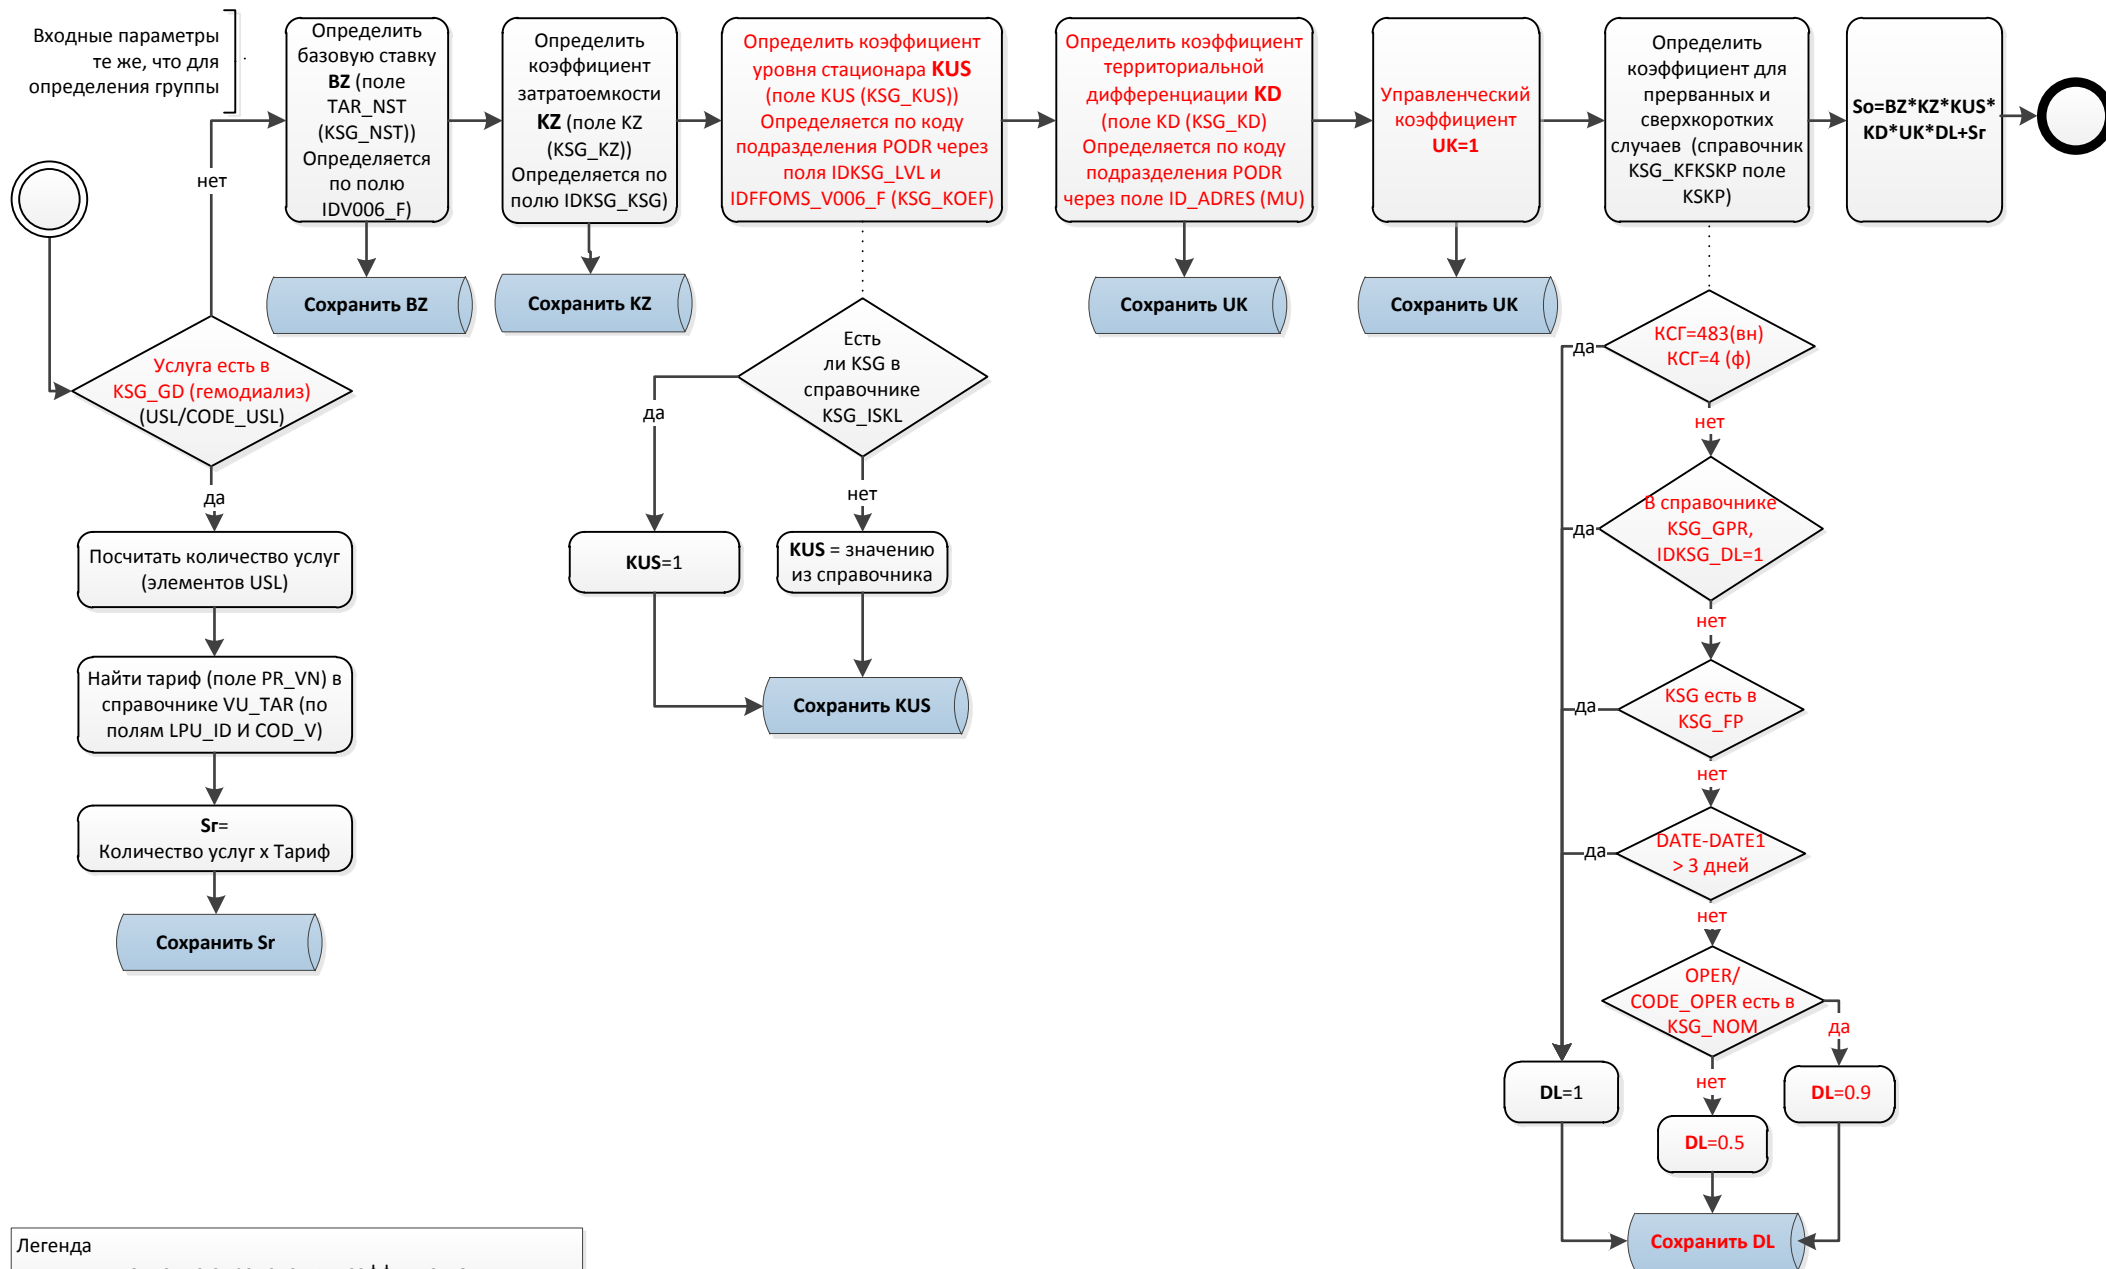 Входные параметры
те же, что для
определения группы
Определить
базовую ставку
BZ (поле
TAR_NST
(KSG_NST))
Определяется
по полю
IDV006_F)
Определить
коэффициент
затратоемкости
KZ (поле KZ
(KSG_KZ))
Определяется по
полю IDKSG_KSG)
Определить коэффициент
уровня стационара KUS
(поле KUS (KSG_KUS))
Определяется по коду
подразделения PODR через
поля IDKSG_LVL и
IDFFOMS_V006_F (KSG_KOEF)
Определить коэффициент
территориальной
дифференциации KD
(поле KD (KSG_KD)
Определяется по коду
подразделения PODR
через поле ID_ADRES (MU)
Управленческий
коэффициент
UK=1
Определить
коэффициент для
прерванных и
сверхкоротких
случаев (справочник
KSG_KFKSKP поле
KSKP)
So=BZ*KZ*KUS*
KD*UK*DL+Sг
нет
Сохранить BZ
Сохранить KZ
Сохранить UK
Сохранить UK
Услуга есть в
KSG_GD (гемодиализ)
(USL/CODE_USL)
да
Посчитать количество услуг
(элементов USL)
Найти тариф (поле PR_VN) в
справочнике VU_TAR (по
полям LPU_ID И COD_V)
Sг=
Количество услуг x Тариф
Сохранить Sг
Есть
ли KSG в
справочнике
KSG_ISKL
да
нет
KUS=1
KUS = значению
из справочника
Сохранить KUS
КСГ=483(вн)
КСГ=4 (ф)
да
нет
В справочнике
KSG_GPR,
IDKSG_DL=1
да
нет
KSG есть в
KSG_FP
да
нет
DATE-DATE1
> 3 дней
да
нет
OPER/
CODE_OPER есть в
KSG_NOM
да
нет
DL=1
DL=0.9
DL=0.5
Сохранить DL
Легенда